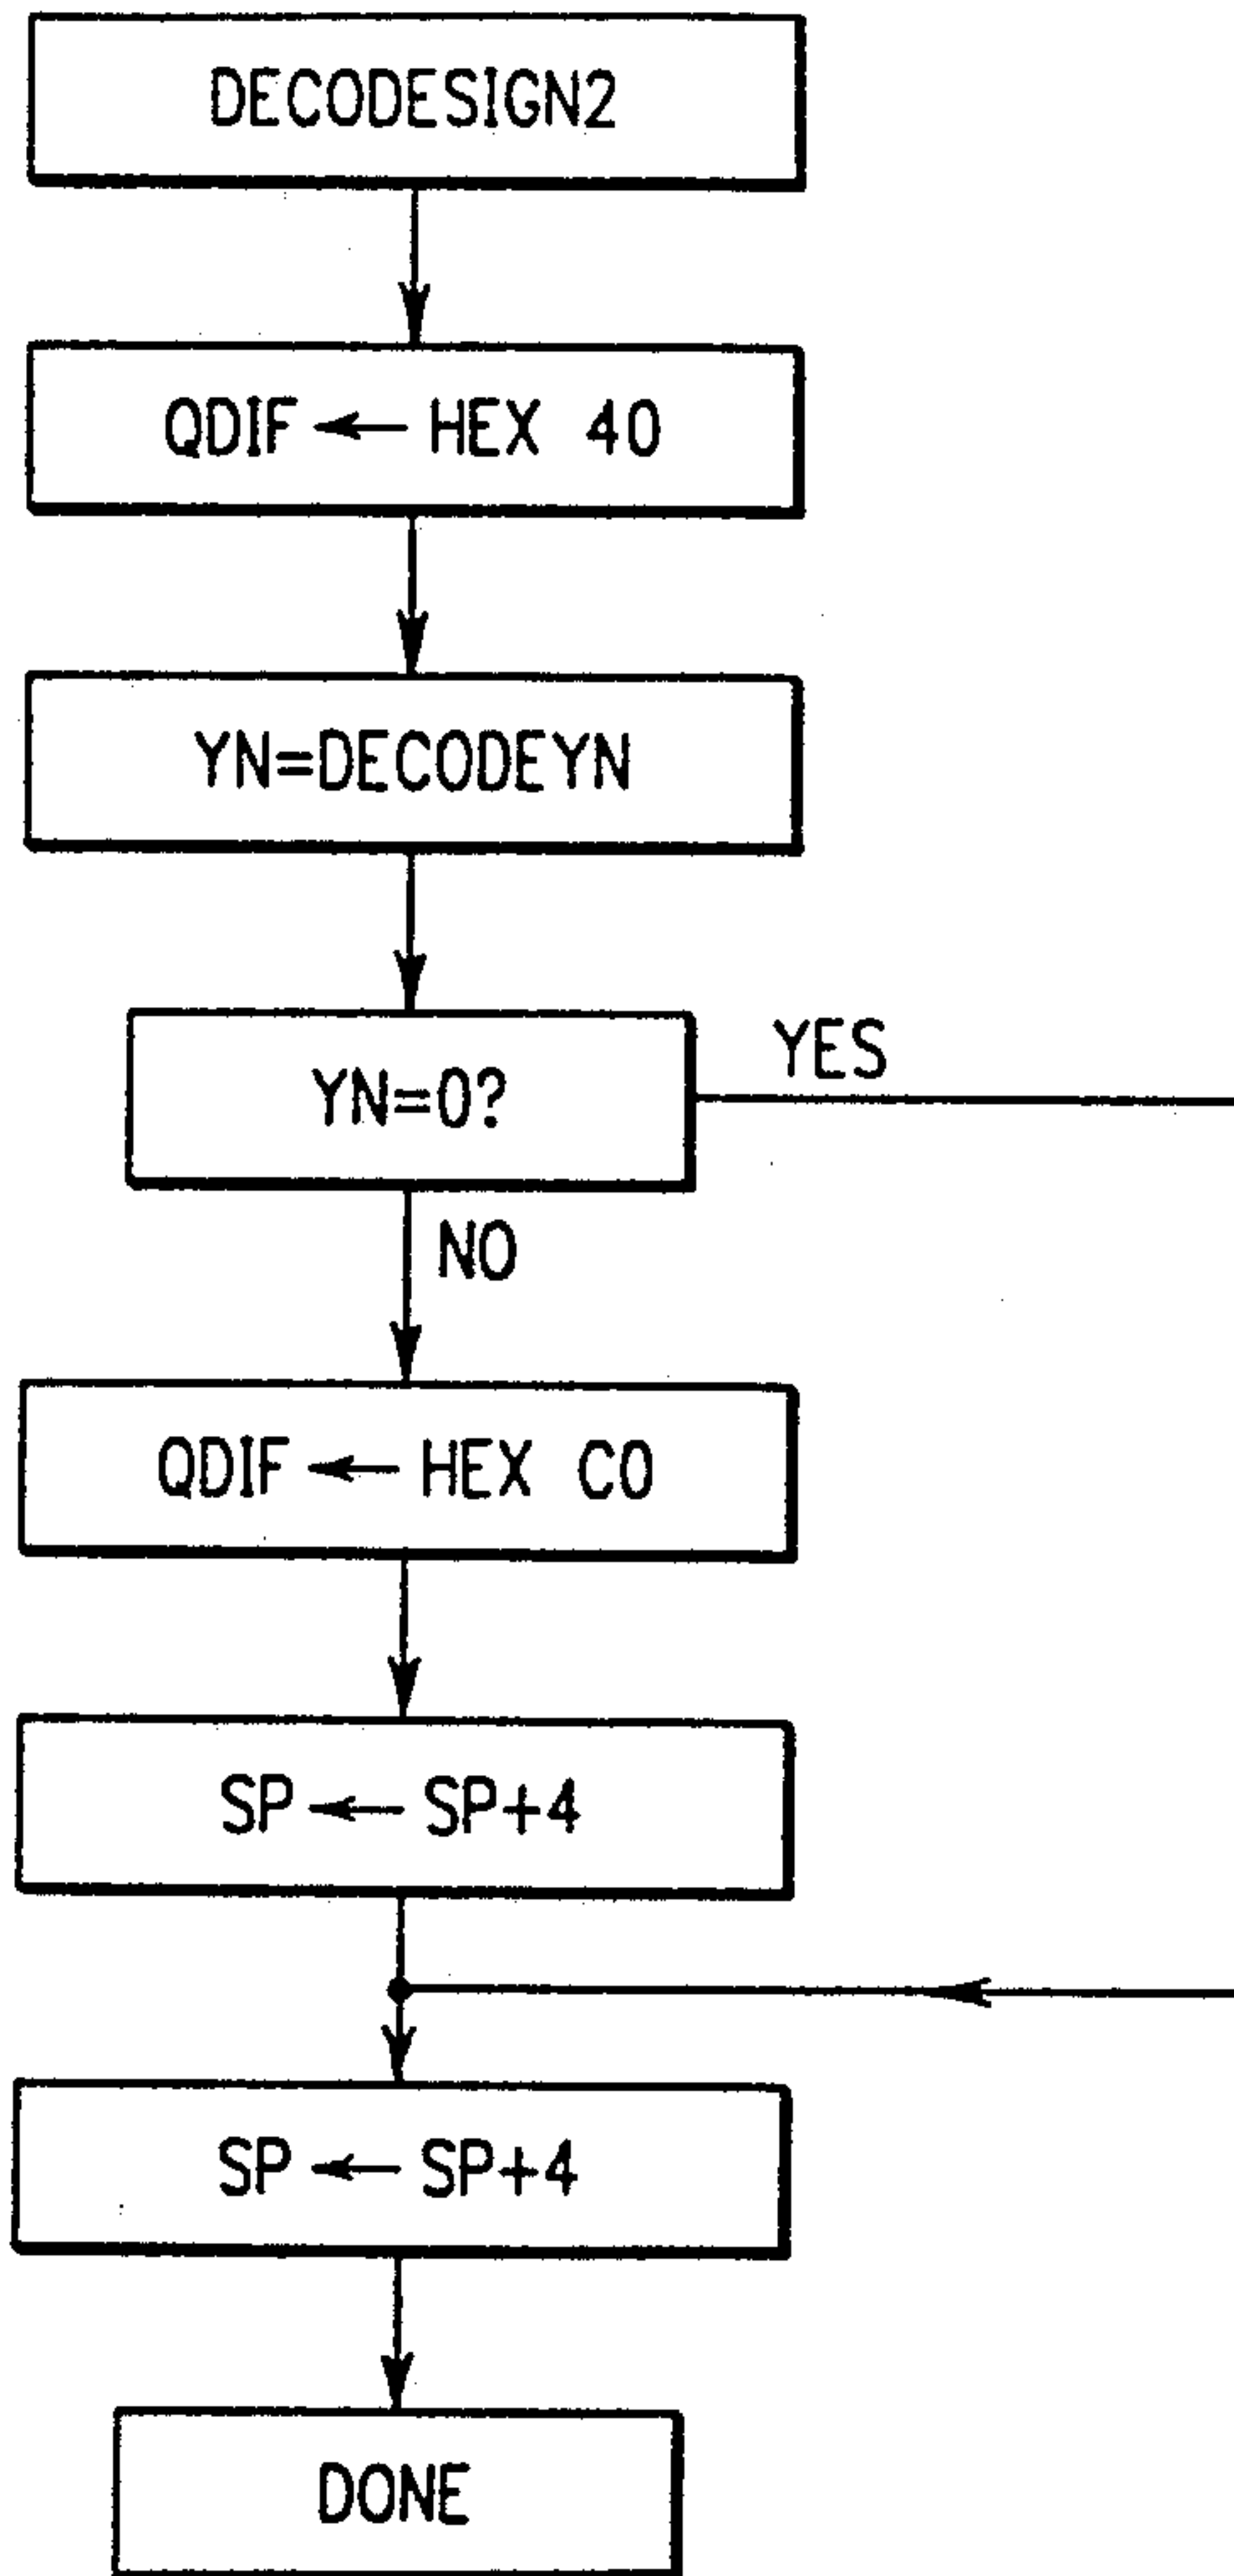 DECODESIGN2
QDIF ← HEX 40
YN=DECODEYN
YN=0?
YES
NO
QDIF ← HEX C0
SP ← SP+4
SP ← SP+4
DONE